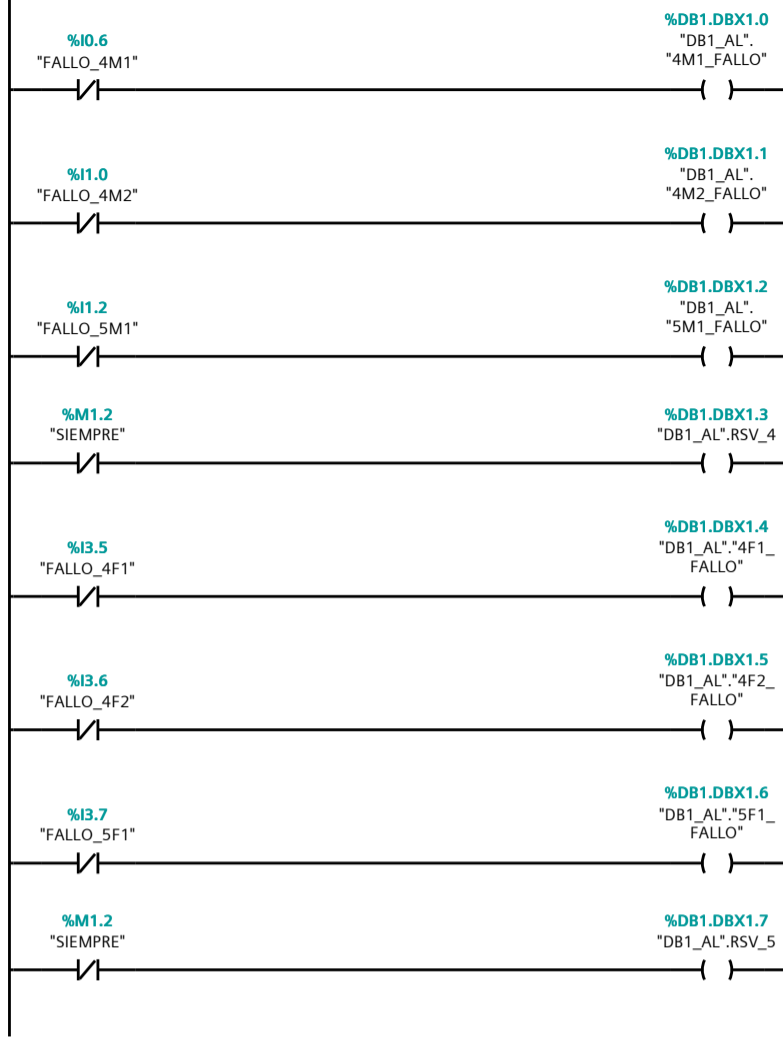 %I0.6
"FALLO_4M1"
%DB1.DBX1.0
"DB1_AL".
"4M1_FALLO"
%I1.0
"FALLO_4M2"
%DB1.DBX1.1
"DB1_AL".
"4M2_FALLO"
%I1.2
"FALLO_5M1"
%DB1.DBX1.2
"DB1_AL".
"5M1_FALLO"
%M1.2
"SIEMPRE"
%DB1.DBX1.3
"DB1_AL".RSV_4
%I3.5
"FALLO_4F1"
%DB1.DBX1.4
"DB1_AL"."4F1_
FALLO"
%I3.6
"FALLO_4F2"
%DB1.DBX1.5
"DB1_AL"."4F2_
FALLO"
%I3.7
"FALLO_5F1"
%DB1.DBX1.6
"DB1_AL"."5F1_
FALLO"
%M1.2
"SIEMPRE"
%DB1.DBX1.7
"DB1_AL".RSV_5